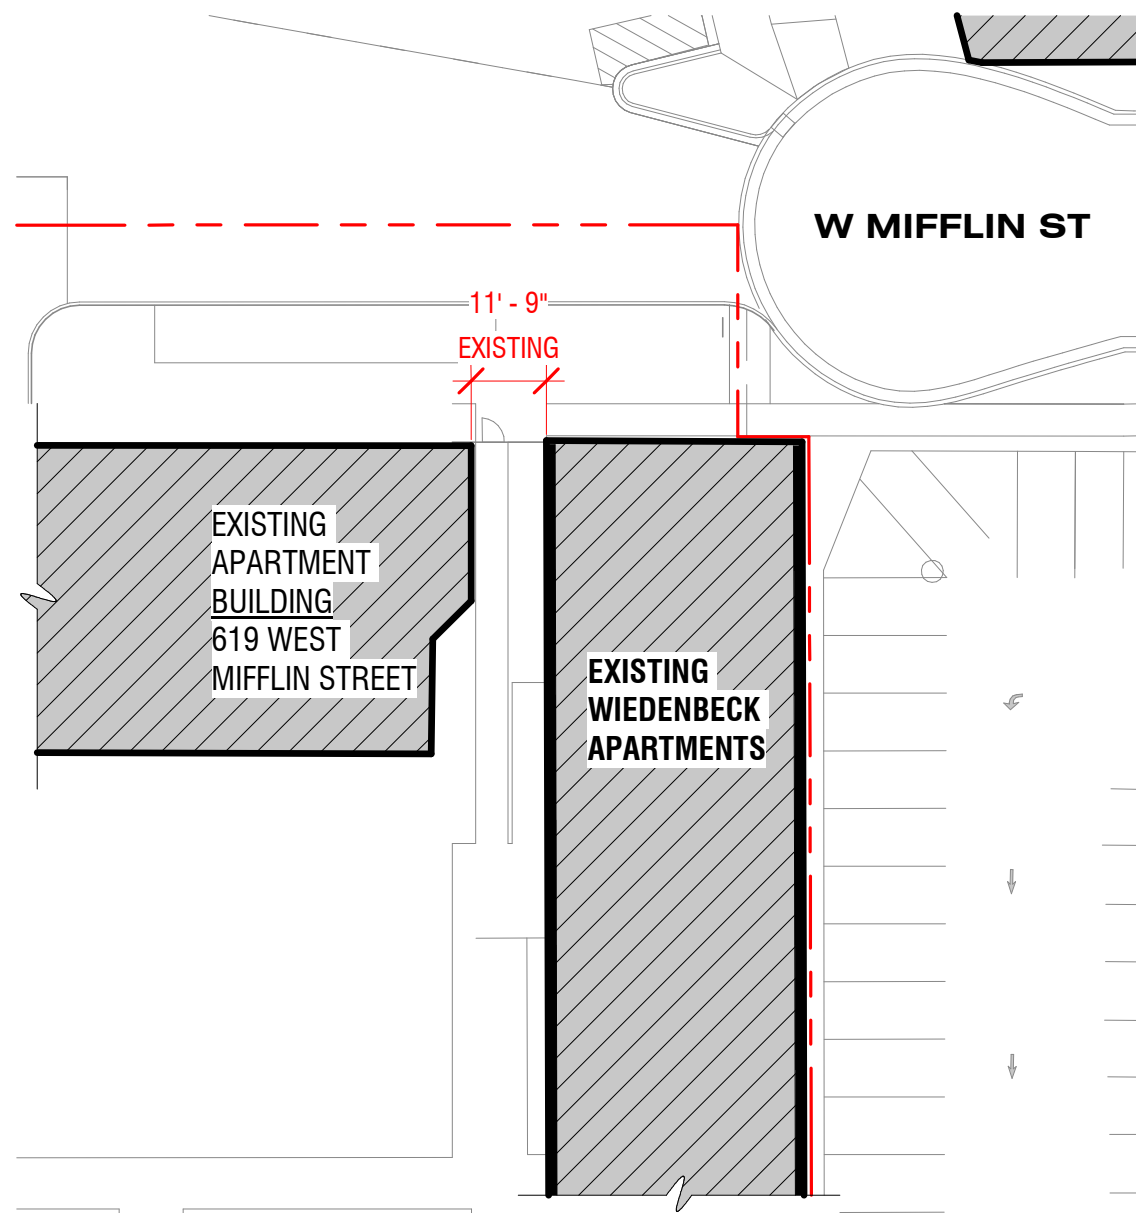 W MIFFLIN ST
11' - 9"
EXISTING
EXISTING
APARTMENT
BUILDING
619 WEST
MIFFLIN STREET
EXISTING
WIEDENBECK
APARTMENTS